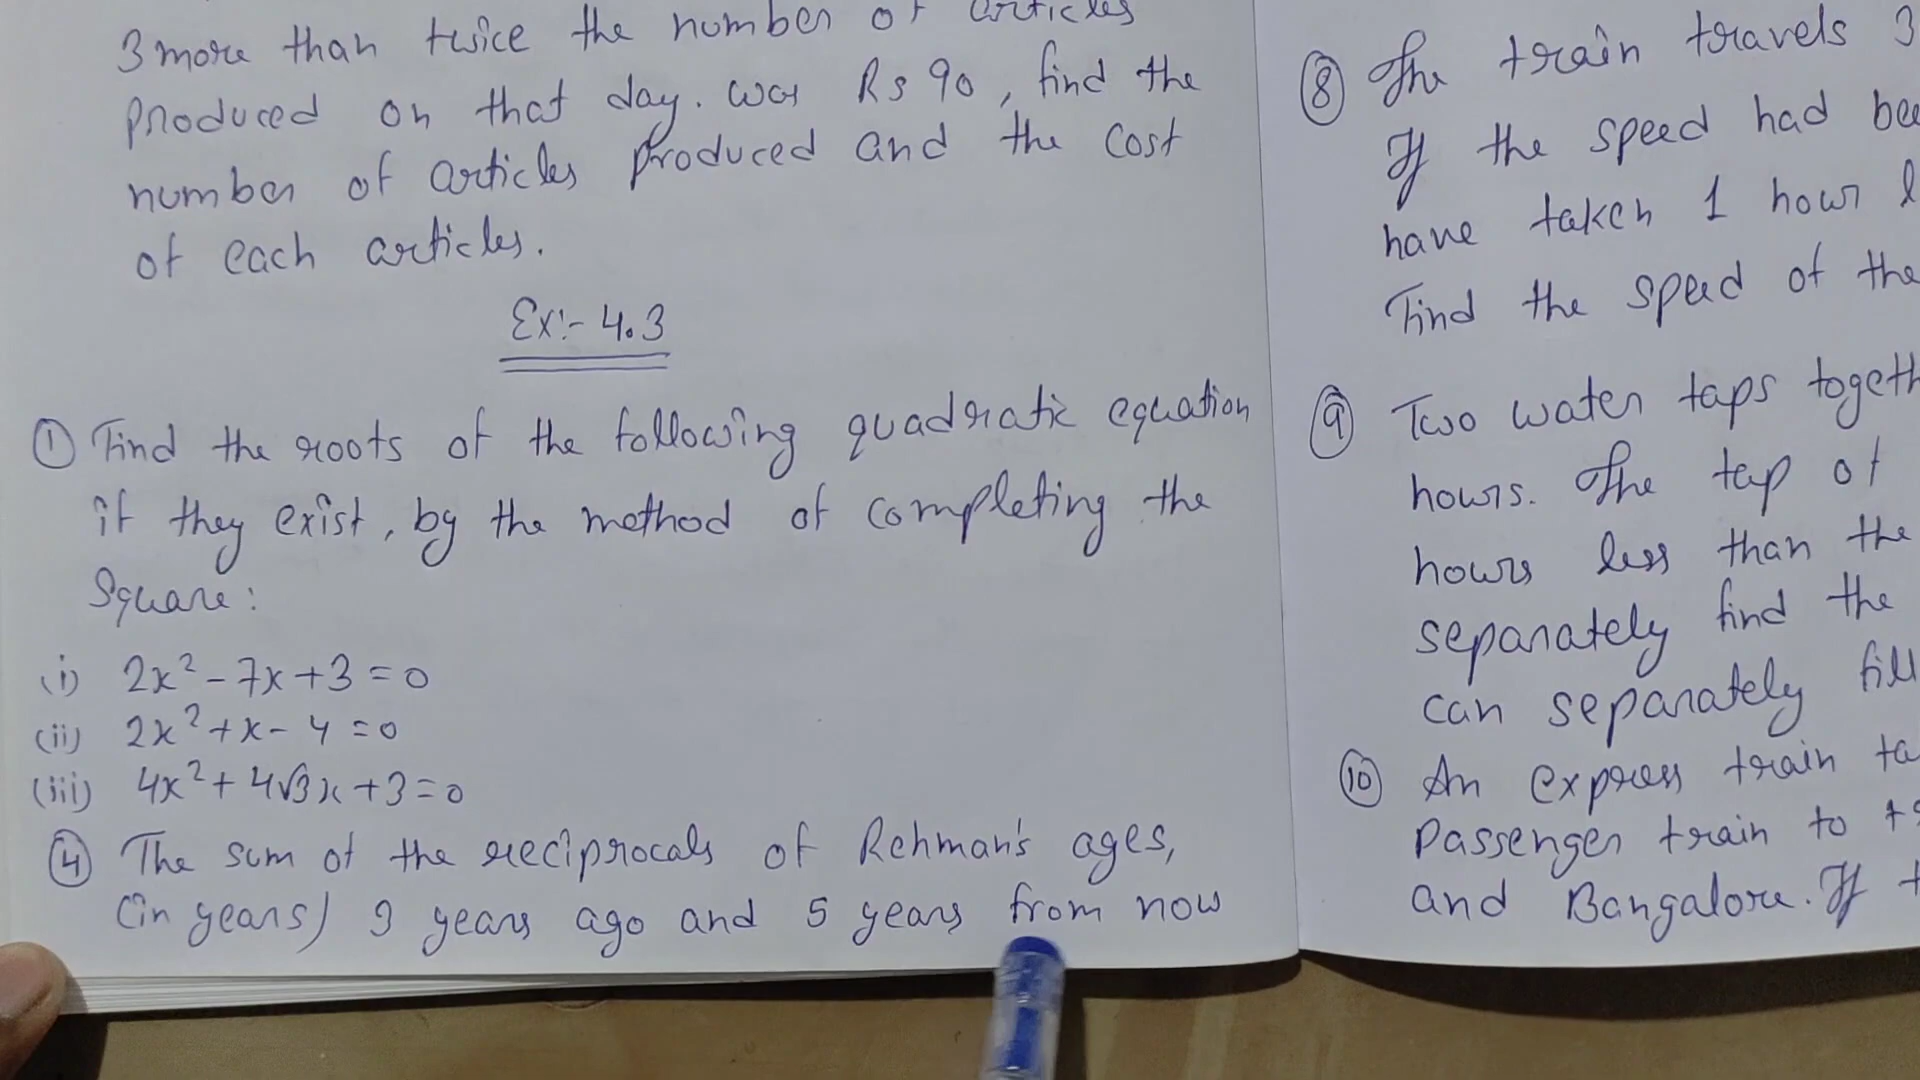 3 more than twice the number of articles
produced on that day. was Rs 90, find the
number of articles produced and the cost
of each articles.
Ex:- 4.3
① Find the roots of the following quadratic equation
if they exist, by the method of completing the
Square:
(i) 2x² - 7x + 3 = 0
(ii) 2x² + x - 4 = 0
(iii) 4x² + 4√3x + 3 = 0
④ The sum of the reciprocals of Rehman's ages,
(in years) 3 years ago and 5 years from now
⑧ The train travels 3
If the speed had bee
have taken 1 hour l
Find the speed of the
⑨ Two water taps togeth
hours. The tap of
hours less than the
separately find the
can separately fill
⑩ An express train ta
Passenger train to
and Bangalore. If t